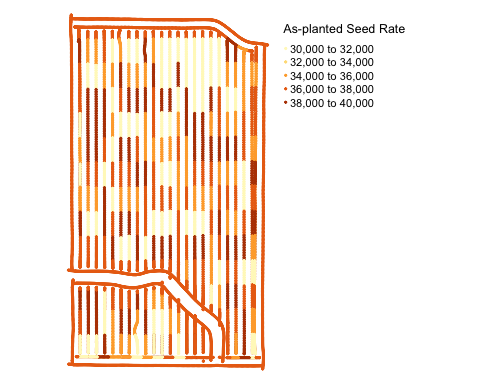 As-planted Seed Rate
30,000 to 32,000
32,000 to 34,000
34,000 to 36,000
36,000 to 38,000
38,000 to 40,000